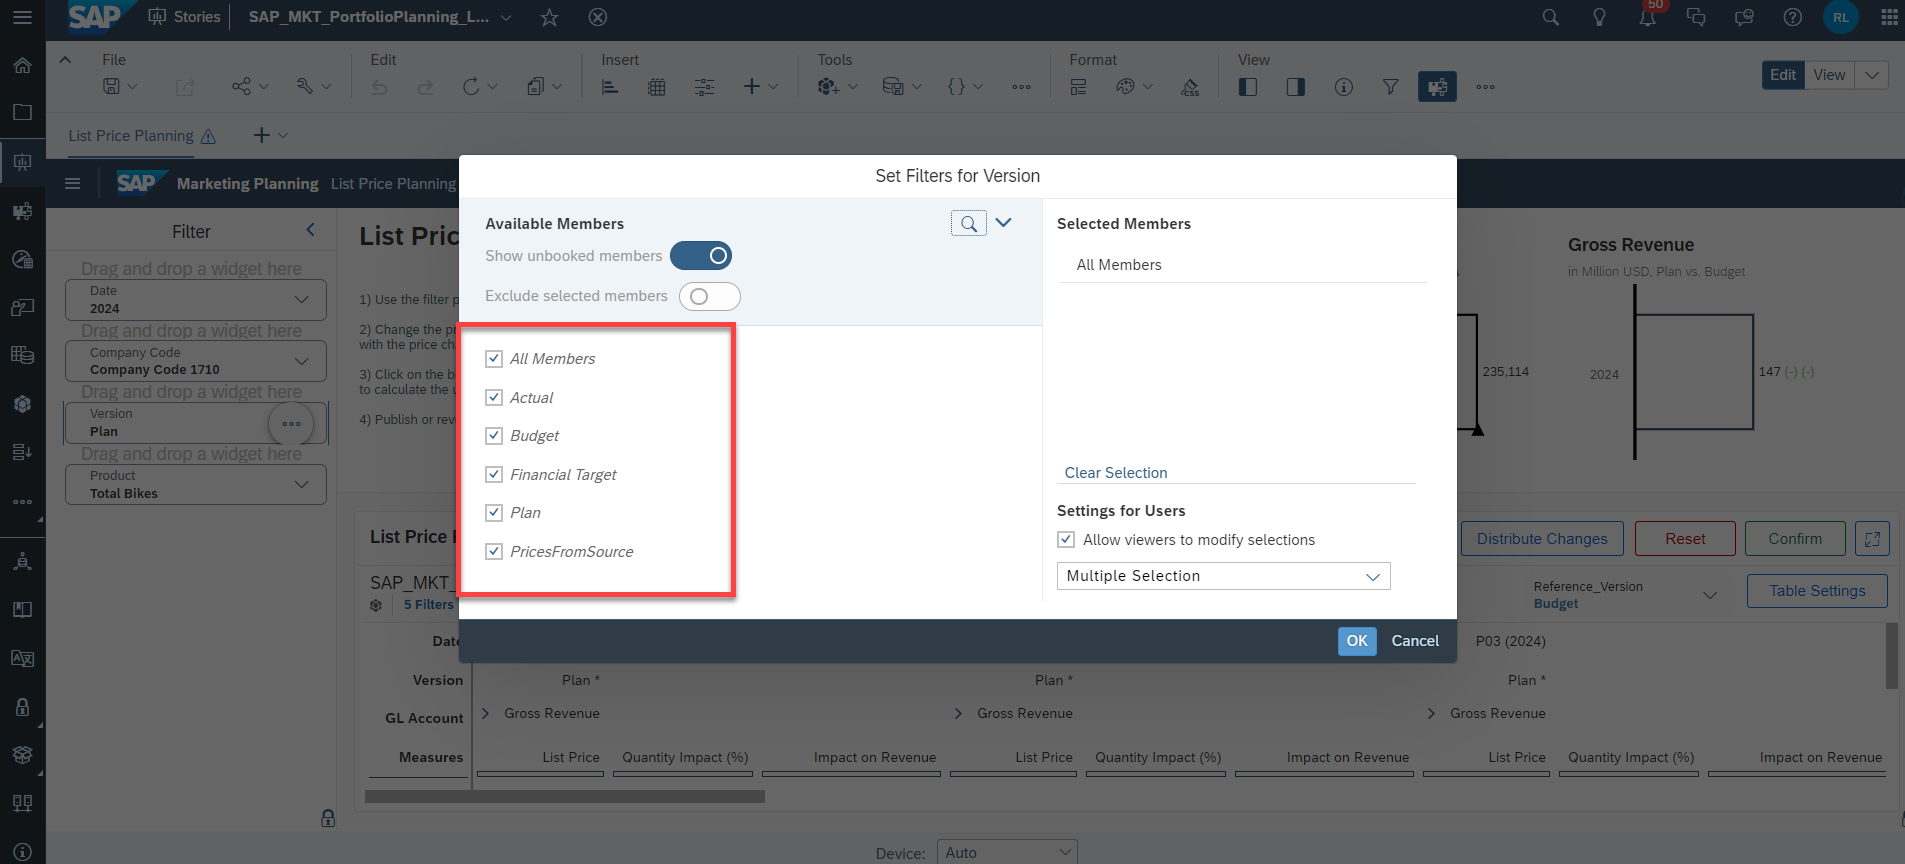 SAP
Stories
SAP_MKT_PortfolioPlanning_L...
50
RL
File
Edit
Insert
Tools
Format
View
CSS
Edit
View
List Price Planning
SAP
Marketing Planning
List Price Planning
Filter
Drag and drop a widget here
Date
2024
Drag and drop a widget here
Company Code
Company Code 1710
Drag and drop a widget here
Version
Plan
Drag and drop a widget here
Product
Total Bikes
List Pric
1) Use the filter p
2) Change the pr
with the price ch
3) Click on the b
to calculate the u
4) Publish or rev
Set Filters for Version
Available Members
Show unbooked members
Exclude selected members
All Members
Actual
Budget
Financial Target
Plan
PricesFromSource
Selected Members
All Members
Clear Selection
Settings for Users
Allow viewers to modify selections
Multiple Selection
OK
Cancel
Gross Revenue
in Million USD, Plan vs. Budget
235,114
2024
147 (-) (-)
List Price
Distribute Changes
Reset
Confirm
SAP_MKT_
5 Filters
Reference_Version
Budget
Table Settings
Date
P03 (2024)
Version
Plan *
Plan *
Plan *
GL Account
Gross Revenue
Gross Revenue
Gross Revenue
Measures
List Price
Quantity Impact (%)
Impact on Revenue
List Price
Quantity Impact (%)
Impact on Revenue
List Price
Quantity Impact (%)
Impact on Revenue
Device:
Auto